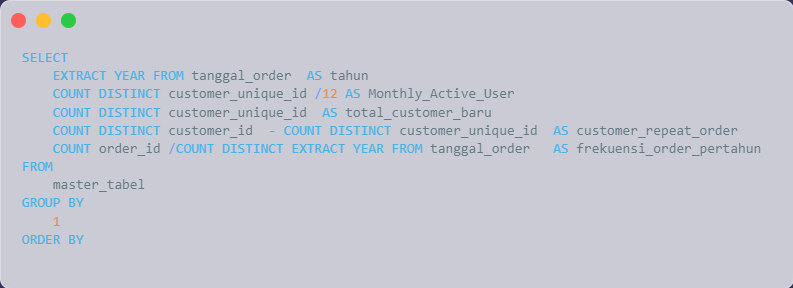 SELECT
EXTRACT YEAR FROM tanggal_order AS tahun
COUNT DISTINCT customer_unique_id /12 AS Monthly_Active_User
COUNT DISTINCT customer_unique_id AS total_customer_baru
COUNT DISTINCT customer_id - COUNT DISTINCT customer_unique_id AS customer_repeat_order
COUNT order_id /COUNT DISTINCT EXTRACT YEAR FROM tanggal_order AS frekuensi_order_pertahun
FROM
master_tabel
GROUP BY
1
ORDER BY